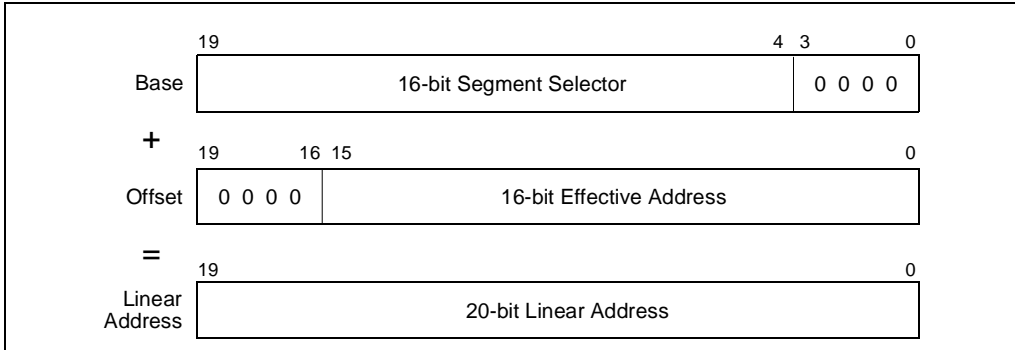 19 4 3 0
Base 16-bit Segment Selector 0 0 0 0
+
19 16 15 0
Offset 0 0 0 0 16-bit Effective Address
=
19 0
Linear
Address 20-bit Linear Address